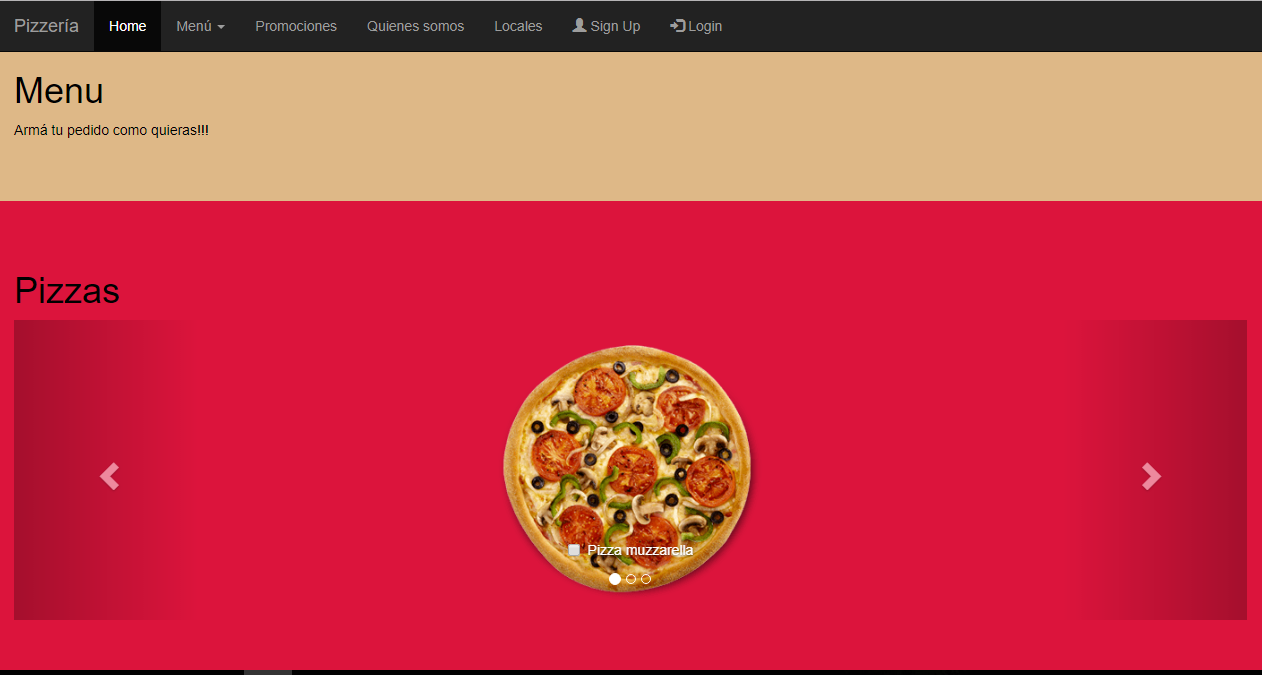 Pizzería Home Menú Promociones Quienes somos Locales Sign Up Login
Menu
Armá tu pedido como quieras!!!
Pizzas
Pizza muzzarella